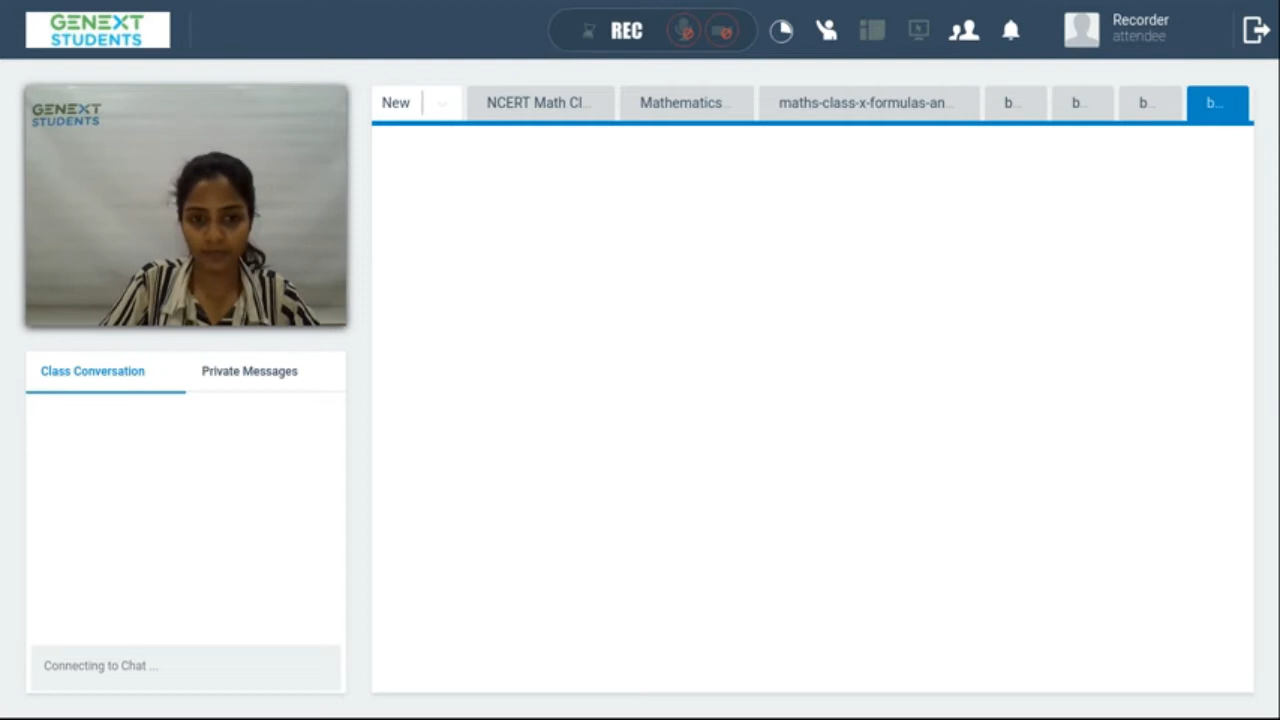 GENEXT
STUDENTS
REC
Recorder
attendee
GENEXT
STUDENTS
New
NCERT Math Cl...
Mathematics...
maths-class-x-formulas-an...
b...
b...
b...
b...
Class Conversation
Private Messages
Connecting to Chat ...